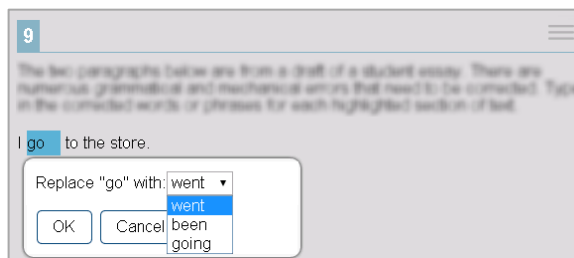 9
The two paragraphs below are from a draft of a student essay. There are
numerous grammatical and mechanical errors that need to be corrected. Type
in the corrected words or phrases for each highlighted section of text.
I go to the store.
Replace "go" with: went
went
OK Cancel been
going